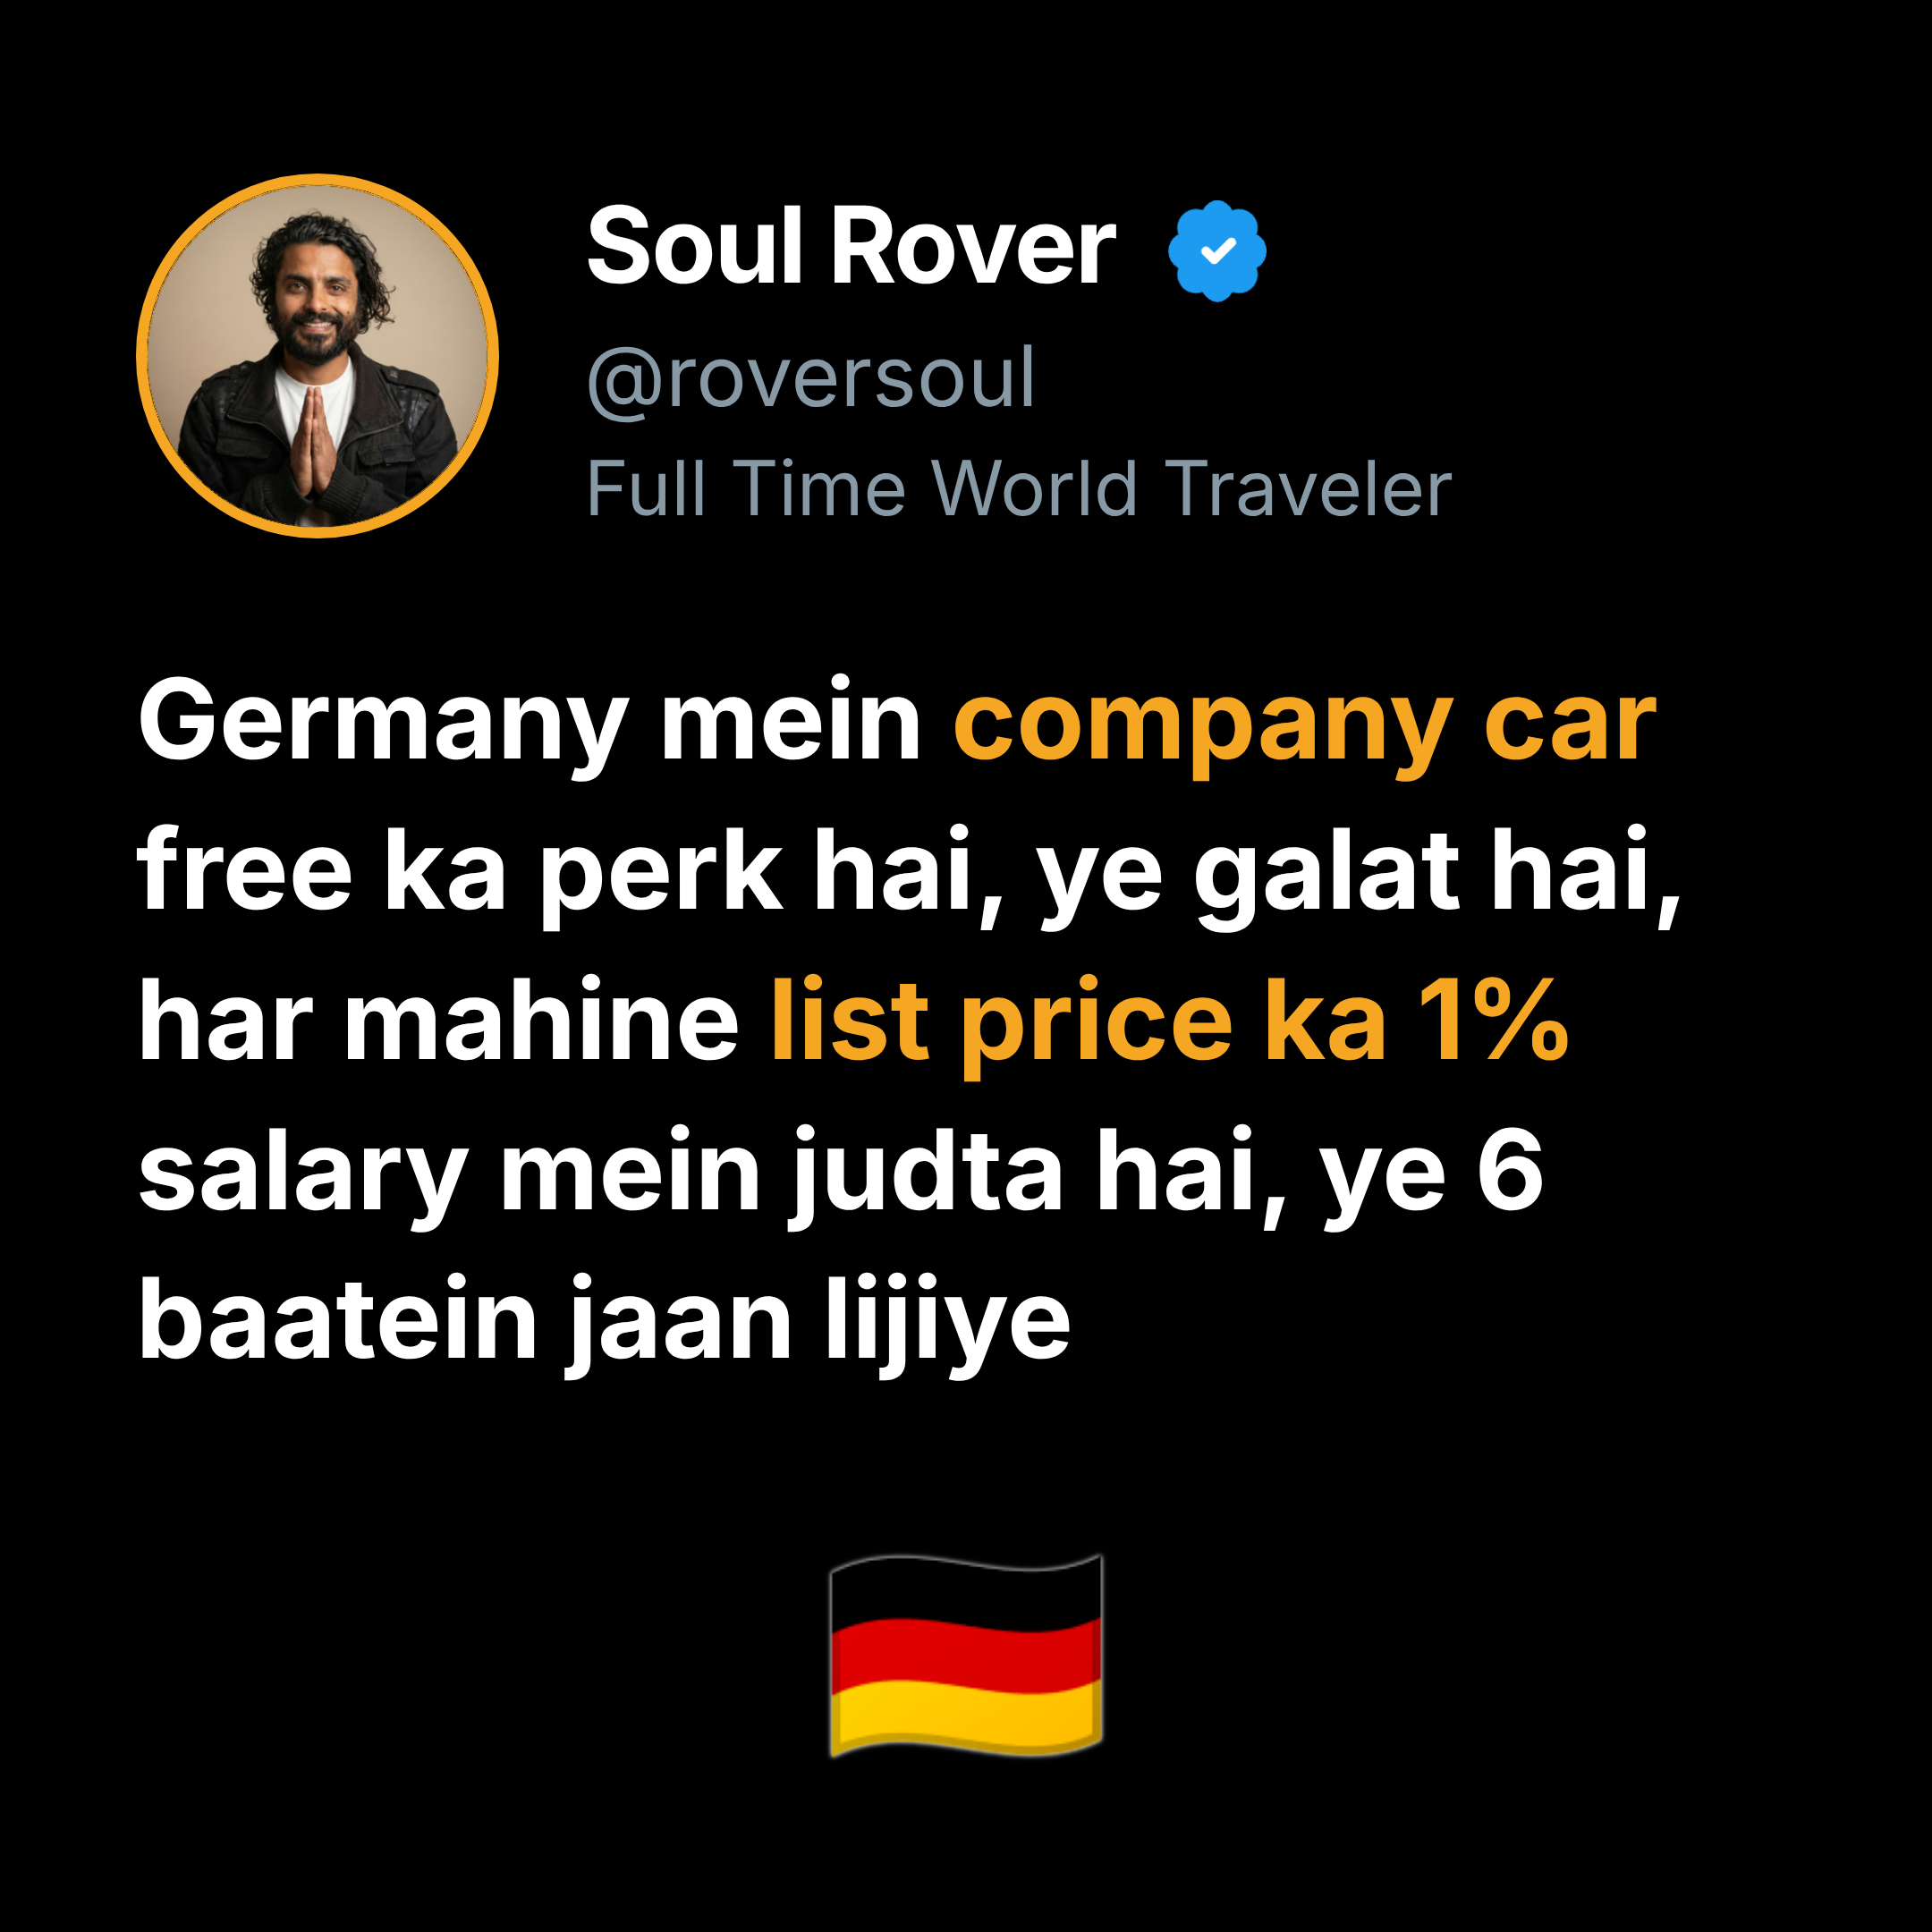 Soul Rover
@roversoul
Full Time World Traveler
Germany mein company car
free ka perk hai, ye galat hai,
har mahine list price ka 1%
salary mein judta hai, ye 6
baatein jaan lijiye